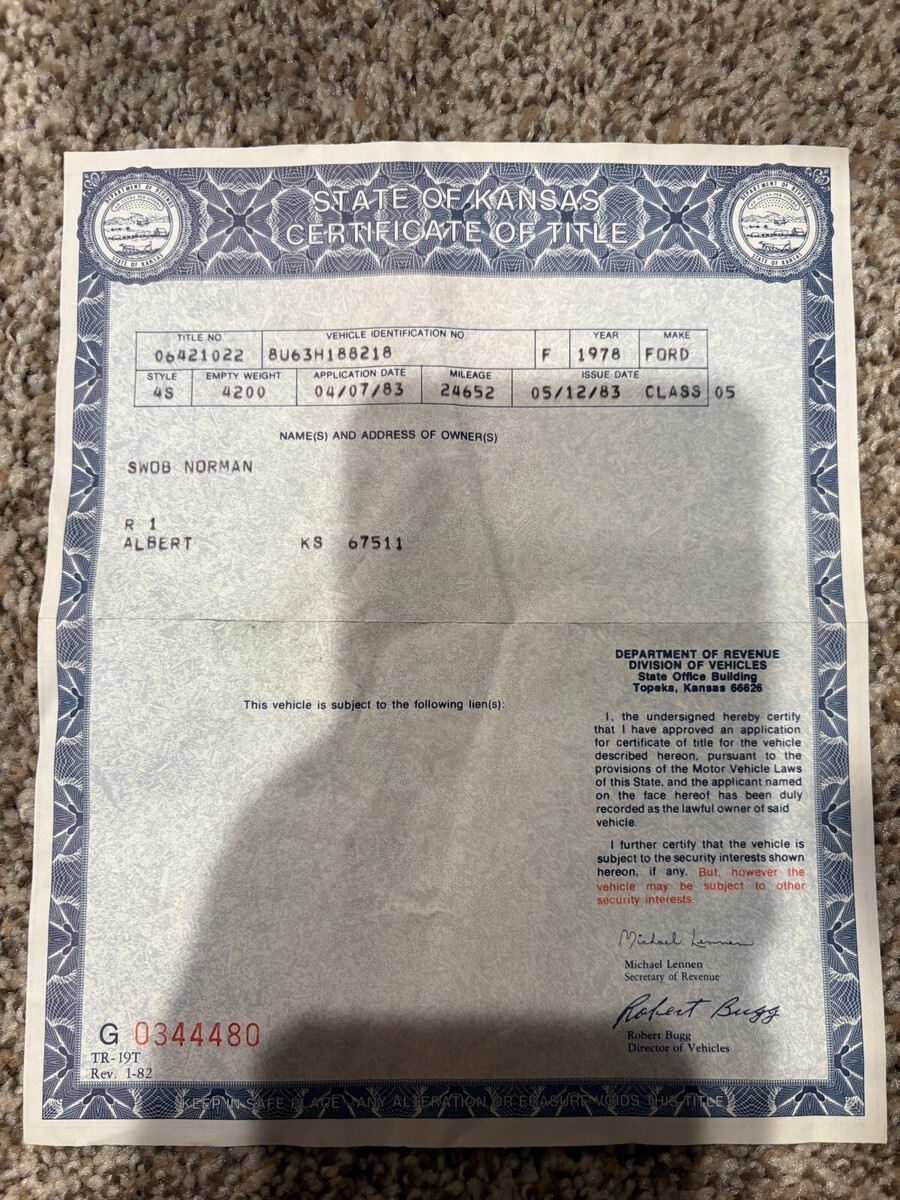 DEPARTMENT OF REVENUE
STATE OF KANSAS
STATE OF KANSAS
CERTIFICATE OF TITLE
DEPARTMENT OF REVENUE
STATE OF KANSAS
TITLE NO. VEHICLE IDENTIFICATION NO YEAR MAKE
06421022 8U63H188218 F 1978 FORD
STYLE EMPTY WEIGHT APPLICATION DATE MILEAGE ISSUE DATE
4S 4200 04/07/83 24652 05/12/83 CLASS 05
NAME(S) AND ADDRESS OF OWNER(S)
SWOB NORMAN
R 1
ALBERT KS 67511
DEPARTMENT OF REVENUE
DIVISION OF VEHICLES
State Office Building
Topeka, Kansas 66626
This vehicle is subject to the following lien(s):
I, the undersigned hereby certify
that I have approved an application
for certificate of title for the vehicle
described hereon, pursuant to the
provisions of the Motor Vehicle Laws
of this State, and the applicant named
on the face hereof has been duly
recorded as the lawful owner of said
vehicle.
I further certify that the vehicle is
subject to the security interests shown
hereon, if any. But, however the
vehicle may be subject to other
security interests.
Michael Lennen
Michael Lennen
Secretary of Revenue
Robert Bugg
Robert Bugg
Director of Vehicles
G 0344480
TR-19T
Rev. 1-82
KEEP IN SAFE PLACE - ANY ALTERATION OR ERASURE VOIDS THIS TITLE